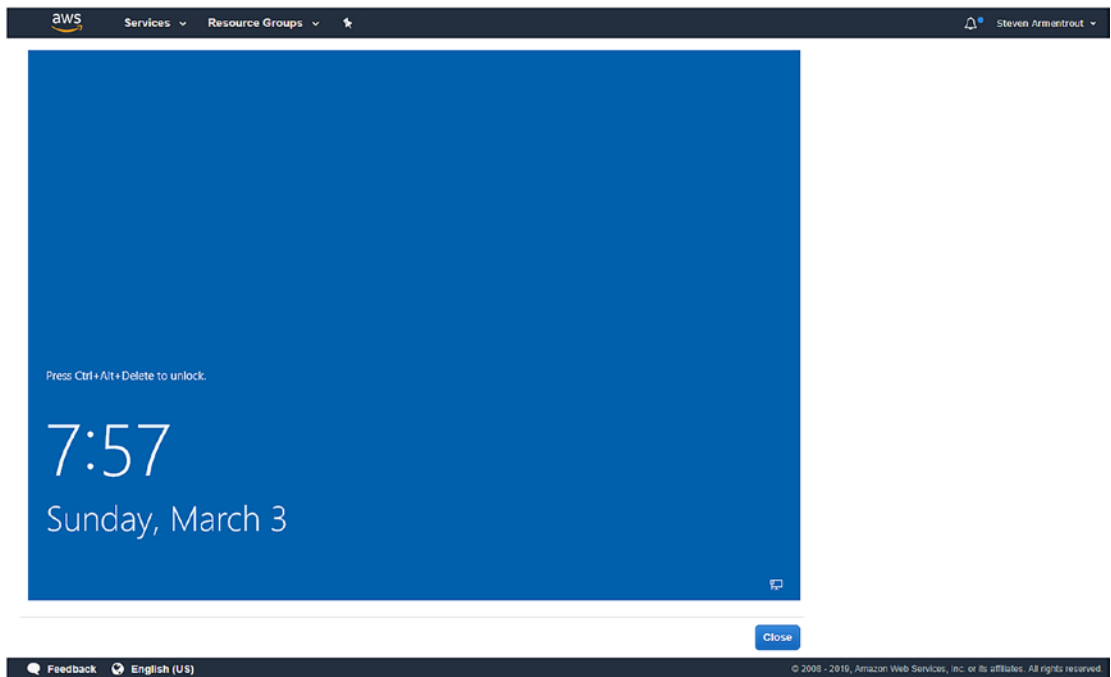 aws Services Resource Groups Steven Armentrout
Press Ctrl+Alt+Delete to unlock.
7:57
Sunday, March 3
Close
Feedback English (US) © 2008 - 2019, Amazon Web Services, Inc. or its affiliates. All rights reserved.